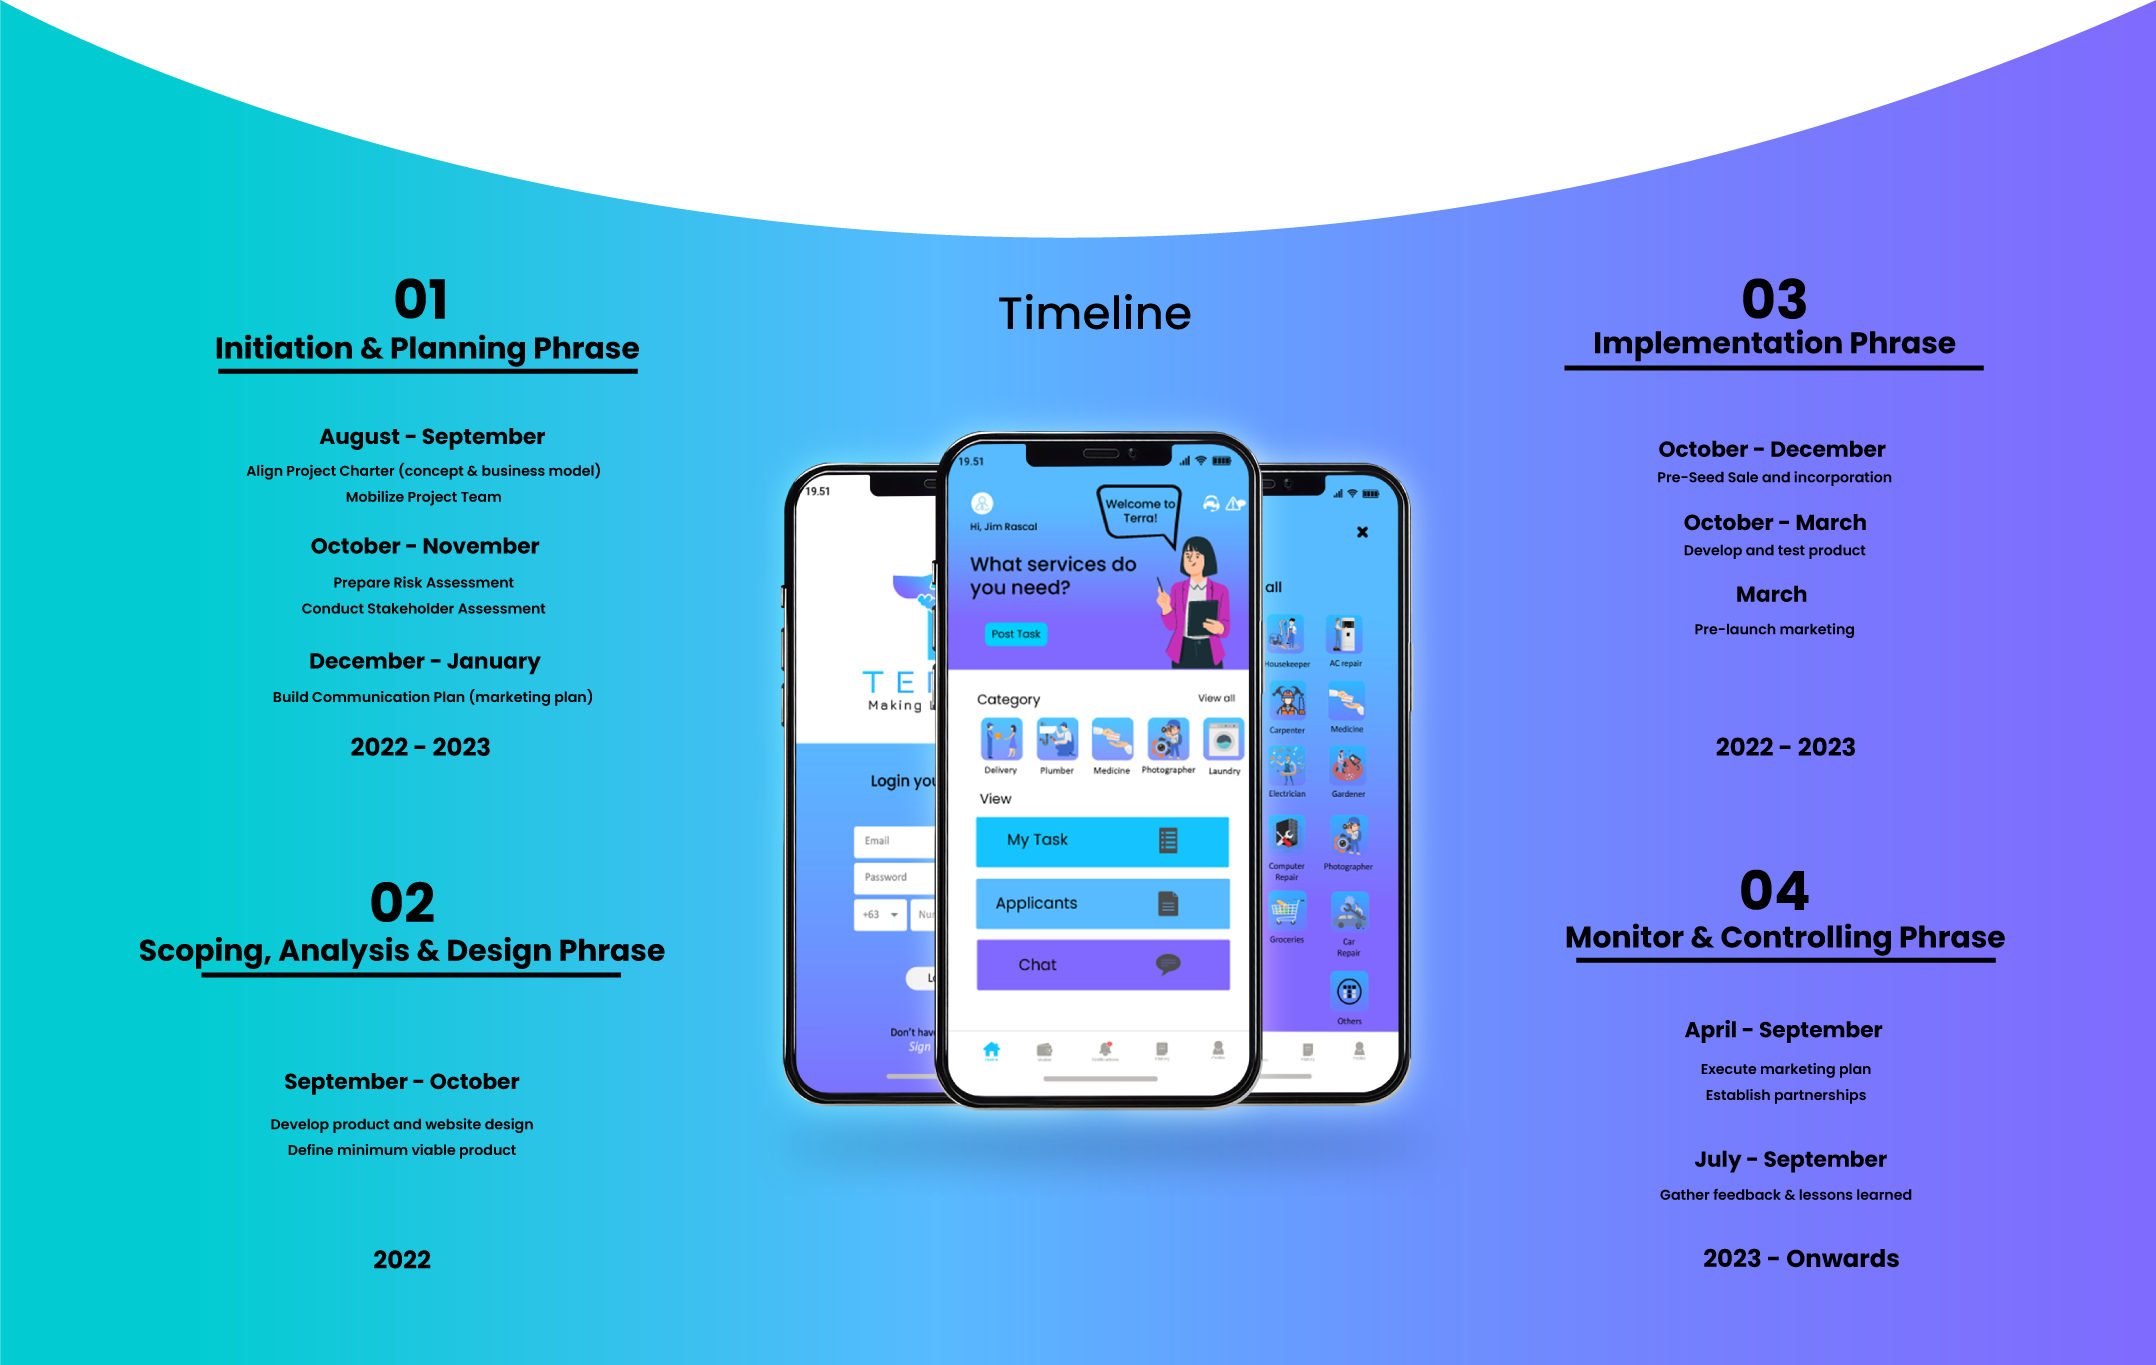 Timeline
01
Initiation & Planning Phrase
August - September
Align Project Charter (concept & business model)
Mobilize Project Team
October - November
Prepare Risk Assessment
Conduct Stakeholder Assessment
December - January
Build Communication Plan (marketing plan)
2022 - 2023
02
Scoping, Analysis & Design Phrase
September - October
Develop product and website design
Define minimum viable product
2022
03
Implementation Phrase
October - December
Pre-Seed Sale and incorporation
October - March
Develop and test product
March
Pre-launch marketing
2022 - 2023
04
Monitor & Controlling Phrase
April - September
Execute marketing plan
Establish partnerships
July - September
Gather feedback & lessons learned
2023 - Onwards
19.51
Making
Login
Email
Password
+63
Don't
Sign
19.51
Hi, Jim Rascal
Welcome to
Terra!
What services do
you need?
Post Task
Category
View all
Delivery
Plumber
Medicine
Photographer
Laundry
View
My Task
Applicants
Chat
all
Housekeeper
AC repair
Carpenter
Medicine
Electrician
Gardener
Computer
Repair
Photographer
Groceries
Car
Repair
Others